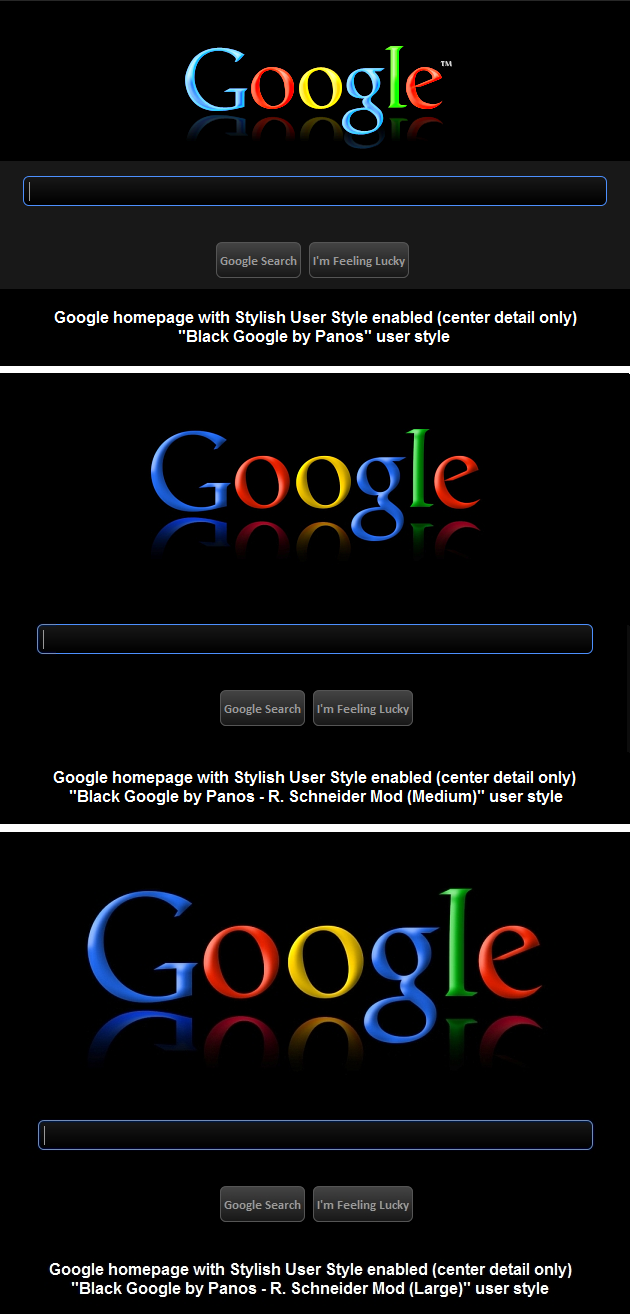 Google™
Google Search I'm Feeling Lucky
Google homepage with Stylish User Style enabled (center detail only)
"Black Google by Panos" user style
Google
Google Search I'm Feeling Lucky
Google homepage with Stylish User Style enabled (center detail only)
"Black Google by Panos - R. Schneider Mod (Medium)" user style
Google
Google Search I'm Feeling Lucky
Google homepage with Stylish User Style enabled (center detail only)
"Black Google by Panos - R. Schneider Mod (Large)" user style